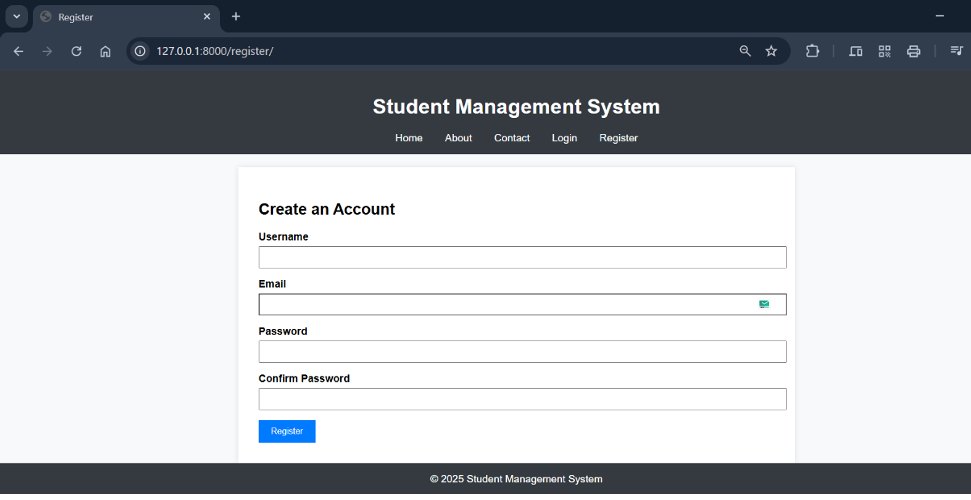 Register
127.0.0.1:8000/register/
Student Management System
Home About Contact Login Register
Create an Account
Username
Email
Password
Confirm Password
Register
© 2025 Student Management System